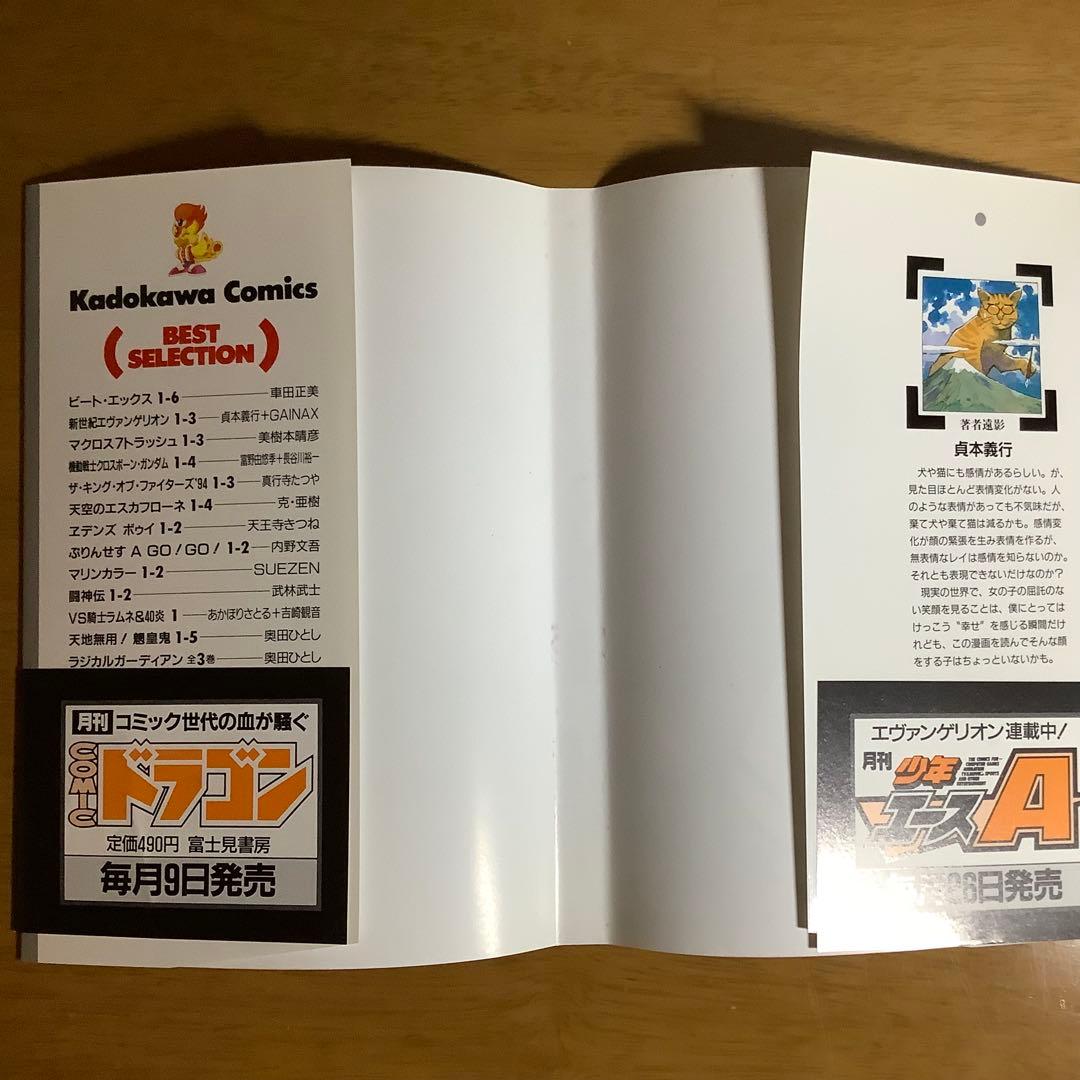 Kadokawa Comics
BEST
SELECTION
ビート・エックス 1-6 車田正美
新世紀エヴァンゲリオン 1-3 貞本義行+GAINAX
マクロス7トラッシュ 1-3 美樹本晴彦
機動戦士クロスボーン・ガンダム 1-4 富野由悠季+長谷川裕一
ザ・キング・オブ・ファイターズ'94 1-3 真行寺たつや
天空のエスカフローネ 1-4 克・亜樹
ヱデンズ ボゥイ 1-2 天王寺きつね
ぷりんせす A GO！GO！ 1-2 内野文吾
マリンカラー 1-2 SUEZEN
闘神伝 1-2 武林武士
VS騎士ラムネ&40炎 1 あかほりさとる+吉崎観音
天地無用！魎皇鬼 1-5 奥田ひとし
ラジカルガーディアン 全3巻 奥田ひとし
月刊 コミック世代の血が騒ぐ
COMIC
ドラゴン
定価490円 富士見書房
毎月9日発売
著者遠影
貞本義行
犬や猫にも感情があるらしい。が、
見た目ほとんど表情変化がない。人
のような表情があっても不気味だが、
棄て犬や棄て猫は減るかも。感情変
化が顔の緊張を生み表情を作るが、
無表情なレイは感情を知らないのか。
それとも表現できないだけなのか？
現実の世界で、女の子の屈託のな
い笑顔を見ることは、僕にとっては
けっこう〝幸せ〟を感じる瞬間だけ
れども、この漫画を読んでそんな顔
をする子はちょっといないかも。
エヴァンゲリオン連載中！
月刊 少年
エースA
26日発売